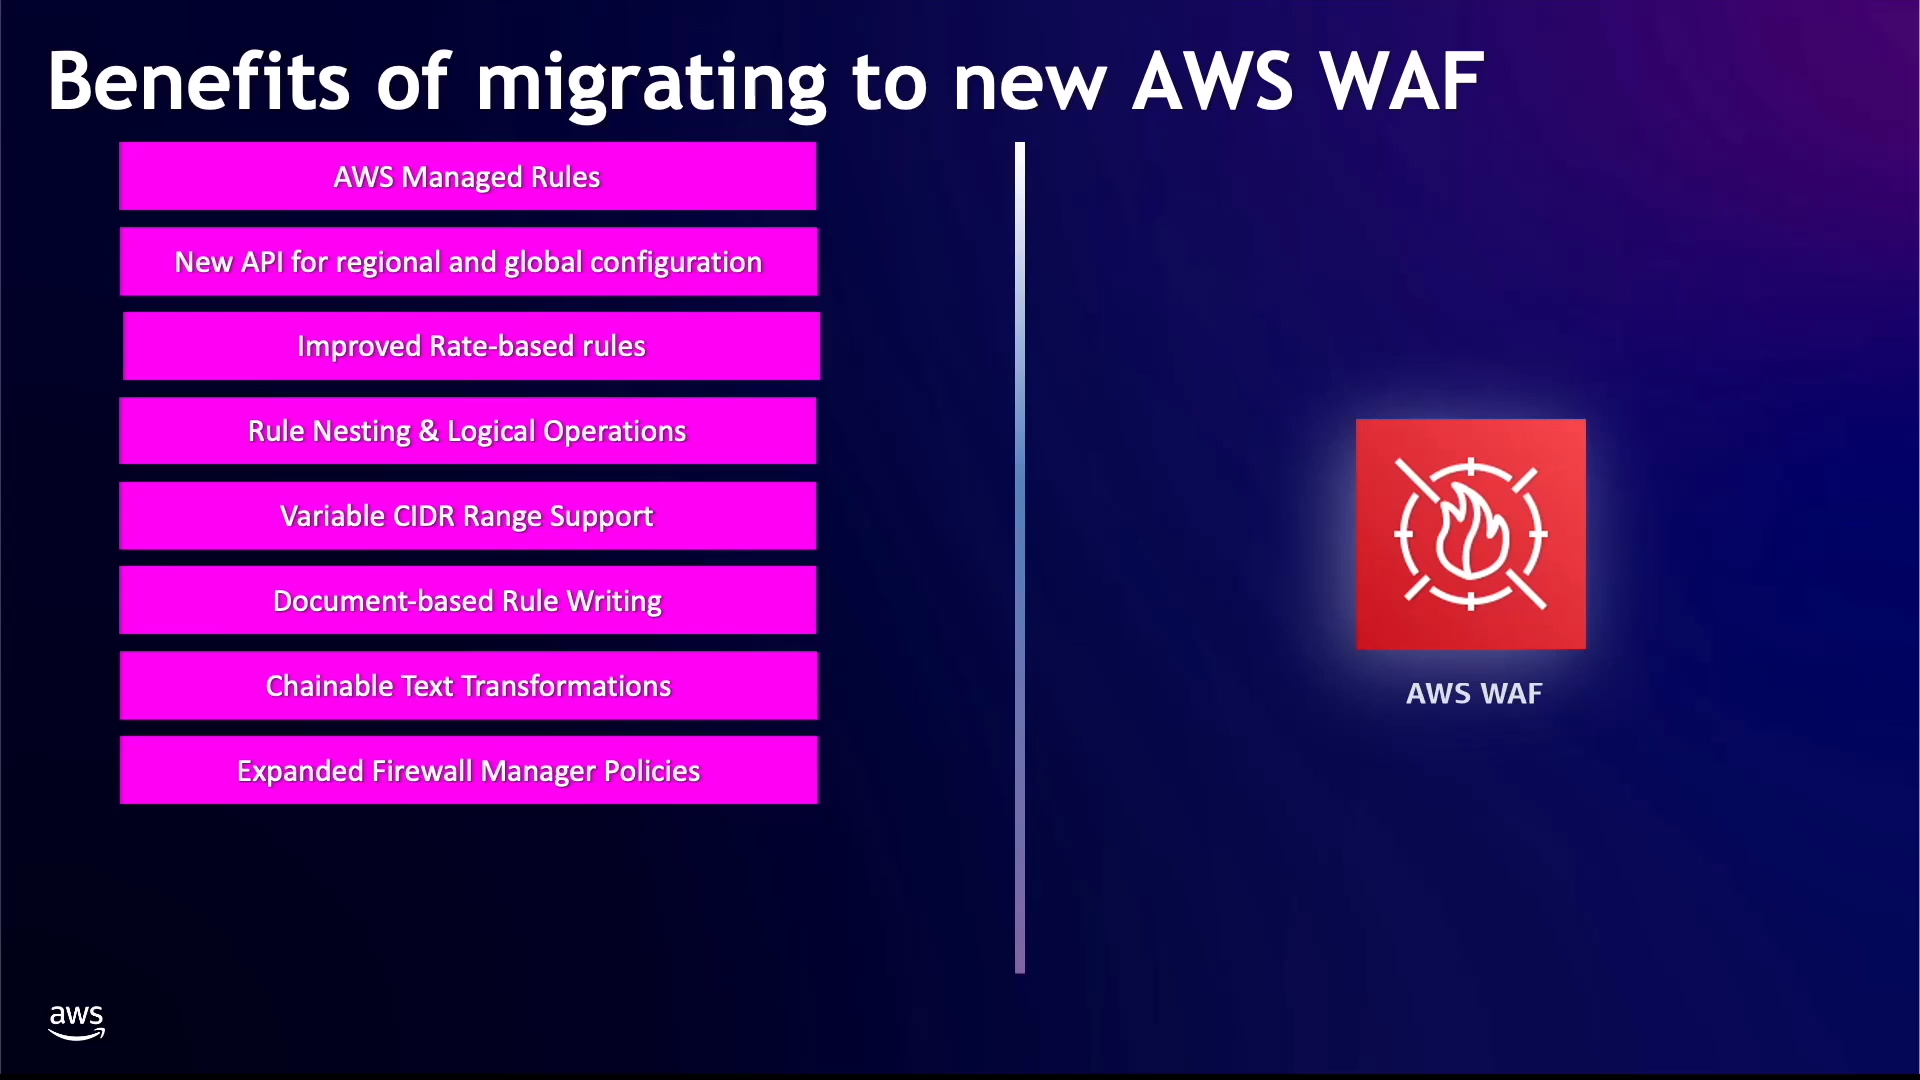 Benefits of migrating to new AWS WAF
AWS Managed Rules
New API for regional and global configuration
Improved Rate-based rules
Rule Nesting & Logical Operations
Variable CIDR Range Support
Document-based Rule Writing
Chainable Text Transformations
Expanded Firewall Manager Policies
AWS WAF
aws